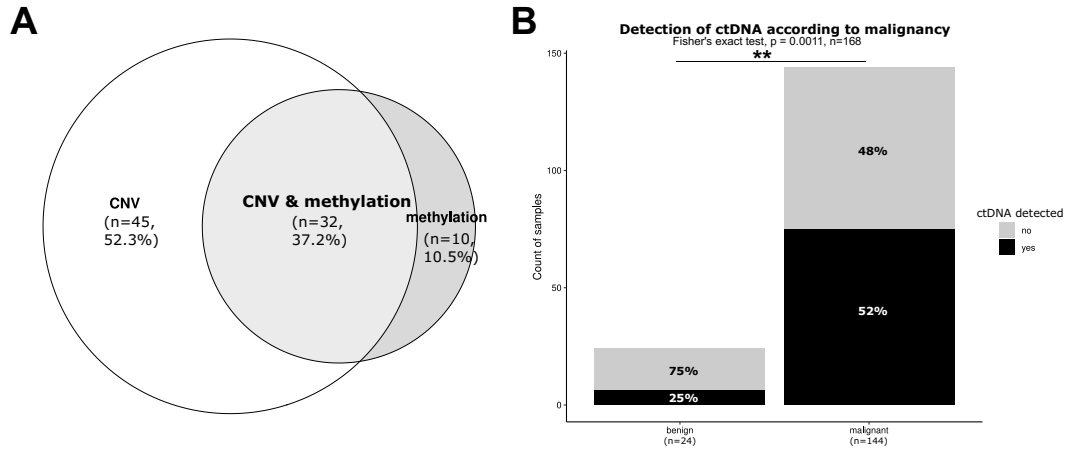 A
CNV
(n=45,
52.3%)
CNV & methylation
(n=32,
37.2%)
methylation
(n=10,
10.5%)
B
Detection of ctDNA according to malignancy
Fisher's exact test, p = 0.0011, n=168
**
Count of samples
150
100
50
0
48%
52%
75%
25%
benign
(n=24)
malignant
(n=144)
ctDNA detected
no
yes